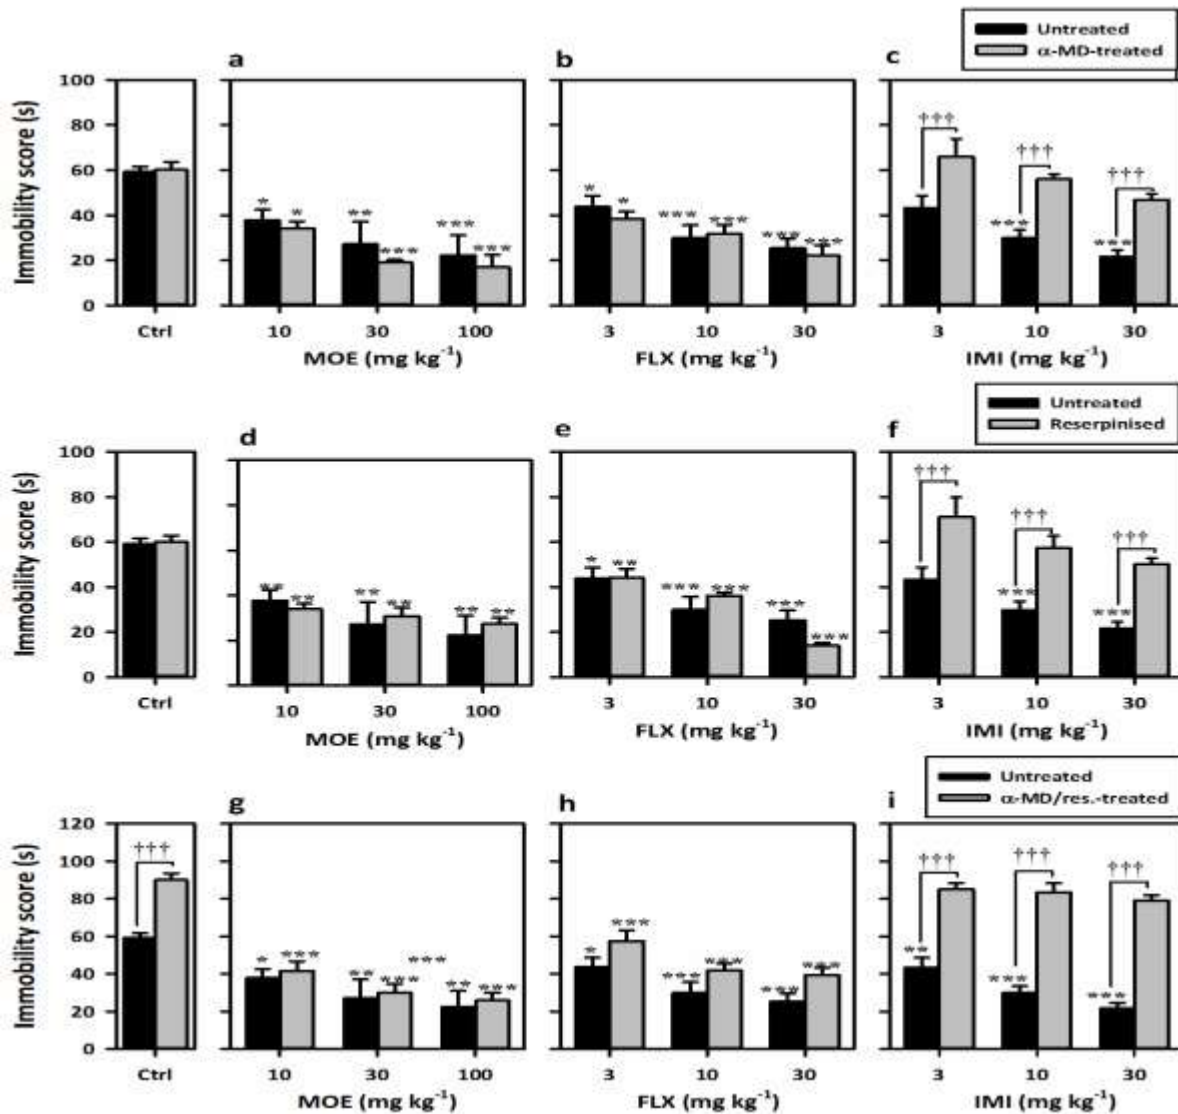 Untreated
α-MD-treated
a b c
Immobility score (s)
100
80
60
40
20
0
††† ††† †††
* * ** *** *** ***
* * *** *** *** ***
*** ***
Ctrl
10 30 100
MOE (mg kg-1)
3 10 30
FLX (mg kg-1)
3 10 30
IMI (mg kg-1)
Untreated
Reserpinised
d e f
Immobility score (s)
100
80
60
40
20
0
††† ††† †††
** ** ** ** ** **
* ** *** *** *** ***
*** ***
Ctrl
10 30 100
MOE (mg kg-1)
3 10 30
FLX (mg kg-1)
3 10 30
IMI (mg kg-1)
Untreated
α-MD/res.-treated
g h i
Immobility score (s)
120
100
80
60
40
20
0
†††
††† ††† †††
* *** ** *** *** ** ***
* *** *** *** *** ***
** *** ***
Ctrl
10 30 100
MOE (mg kg-1)
3 10 30
FLX (mg kg-1)
3 10 30
IMI (mg kg-1)